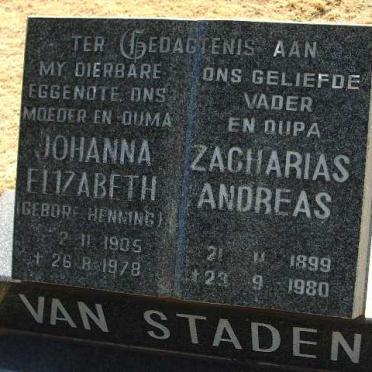 TER GEDAGTENIS AAN
MY DIERBARE
EGGENOTE, ONS
MOEDER EN OUMA
JOHANNA
ELIZABETH
(GEBORE HENNING)
2 11 1905
+ 26 8 1978
ONS GELIEFDE
VADER
EN OUPA
ZACHARIAS
ANDREAS
21 11 1899
+ 23 9 1980
VAN STADEN